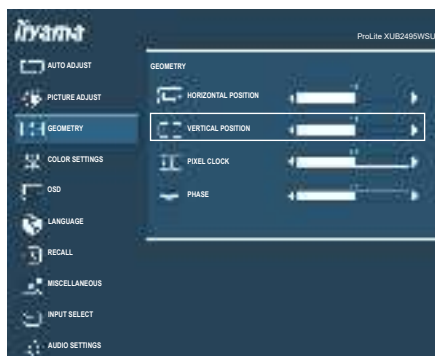 iiyama
ProLite XUB2495WSU
AUTO ADJUST
PICTURE ADJUST
GEOMETRY
COLOR SETTINGS
OSD
LANGUAGE
RECALL
MISCELLANEOUS
INPUT SELECT
AUDIO SETTINGS
GEOMETRY
HORIZONTAL POSITION
VERTICAL POSITION
PIXEL CLOCK
PHASE